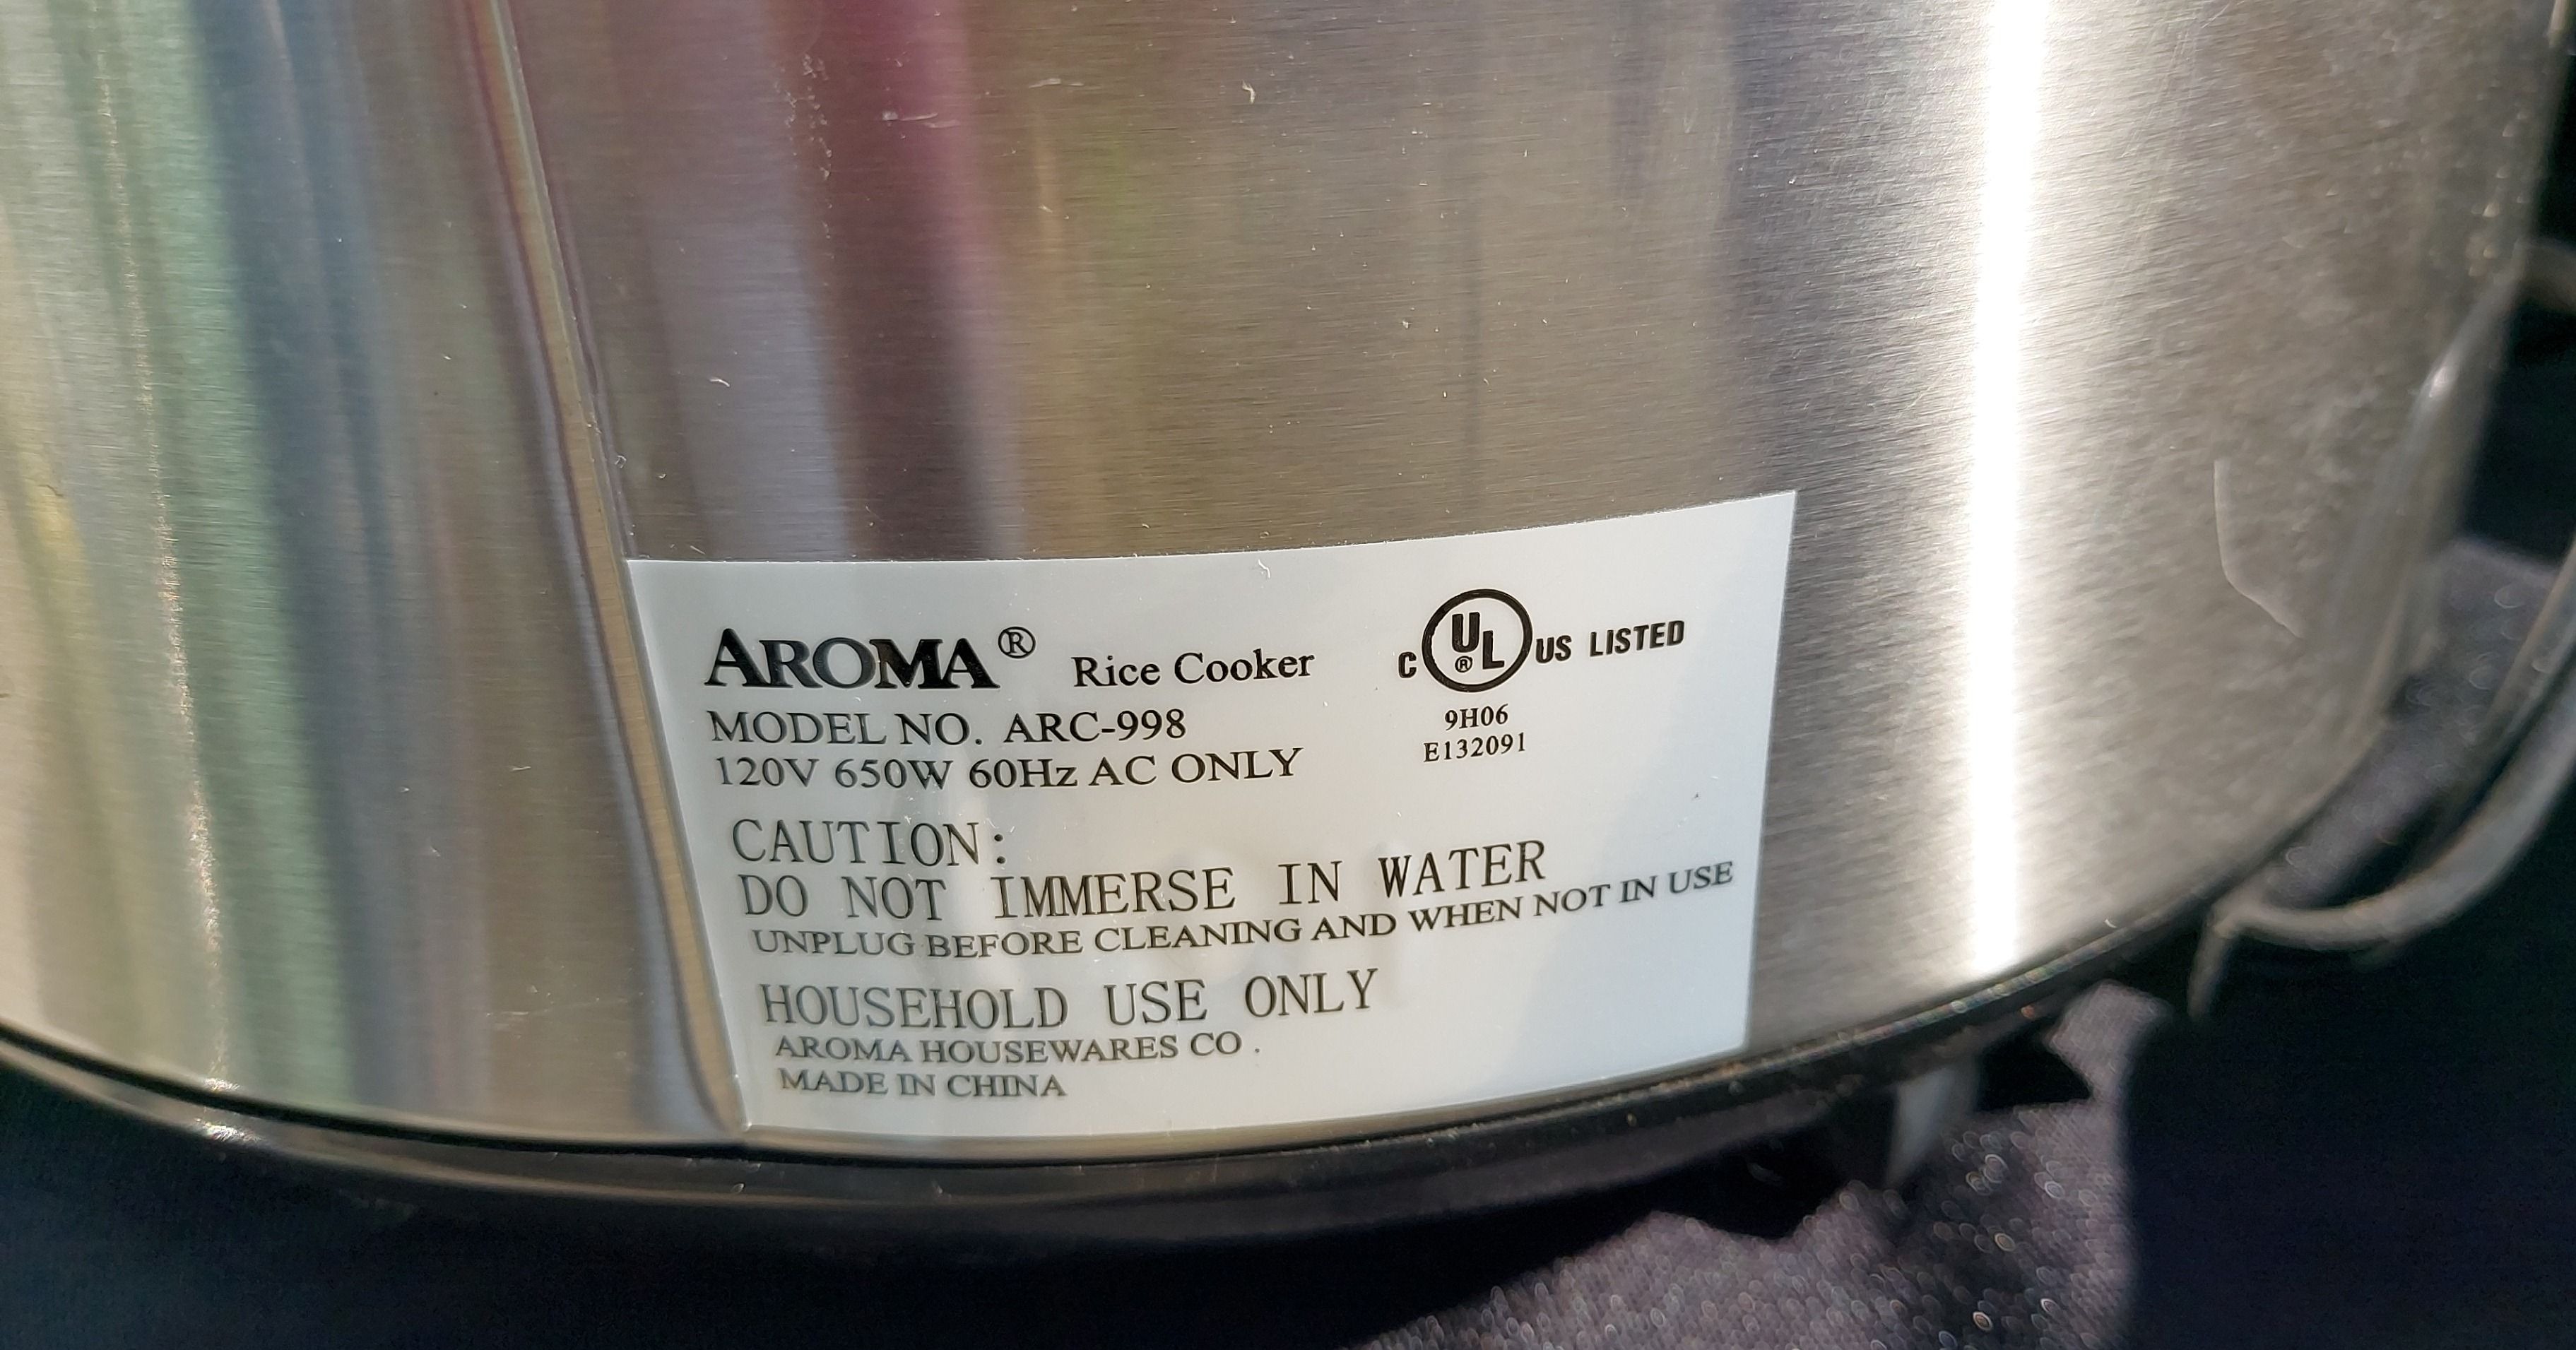 AROMA® Rice Cooker
C UL® US LISTED
MODEL NO. ARC-998
9H06
120V 650W 60Hz AC ONLY
E132091
CAUTION:
DO NOT IMMERSE IN WATER
UNPLUG BEFORE CLEANING AND WHEN NOT IN USE
HOUSEHOLD USE ONLY
AROMA HOUSEWARES CO.
MADE IN CHINA